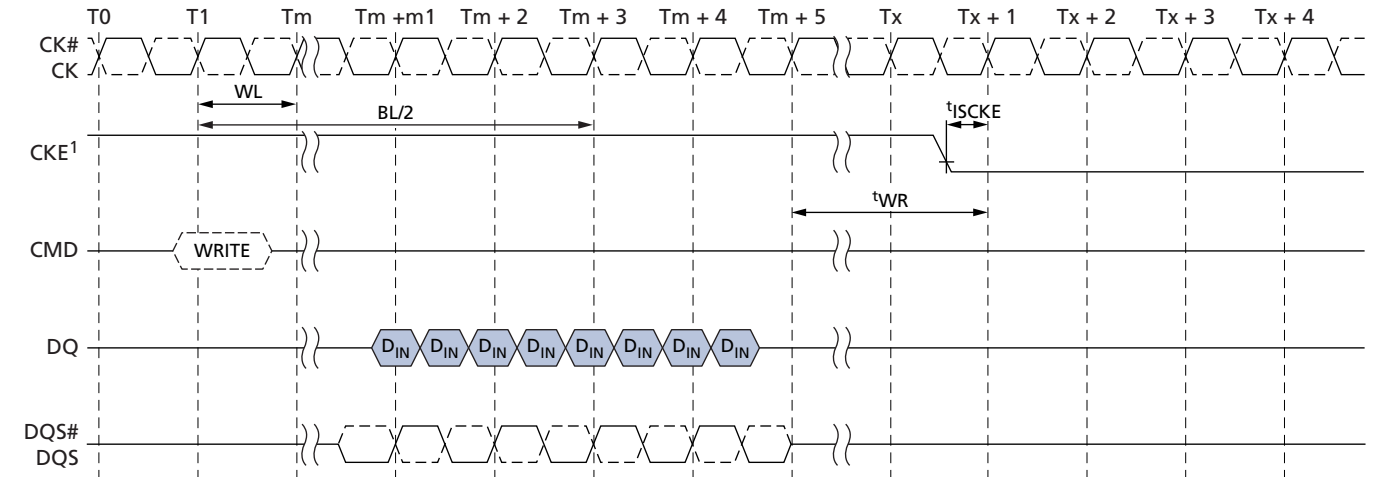 T0 T1 Tm Tm +m1 Tm + 2 Tm + 3 Tm + 4 Tm + 5 Tx Tx + 1 Tx + 2 Tx + 3 Tx + 4
CK#
CK
WL
BL/2
tISCKE
CKE1
tWR
CMD WRITE
DQ DIN DIN DIN DIN DIN DIN DIN DIN
DQS#
DQS